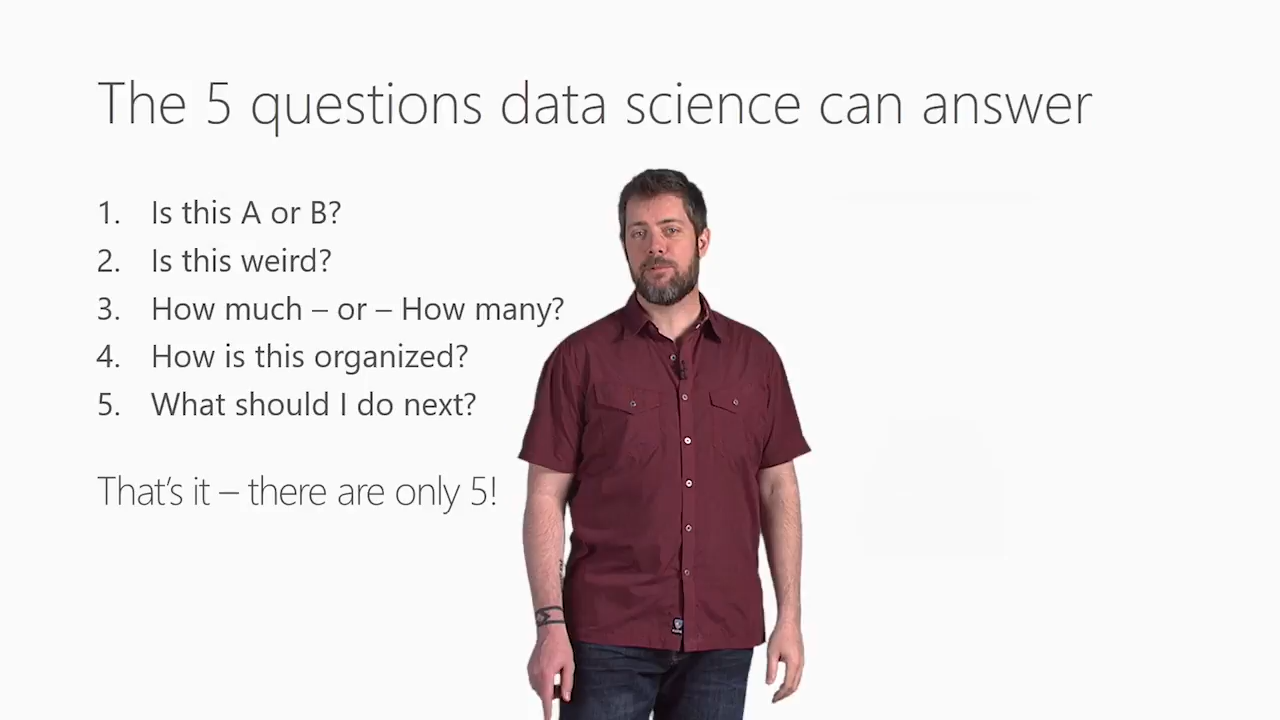 The 5 questions data science can answer
1. Is this A or B?
2. Is this weird?
3. How much – or – How many?
4. How is this organized?
5. What should I do next?
That's it – there are only 5!